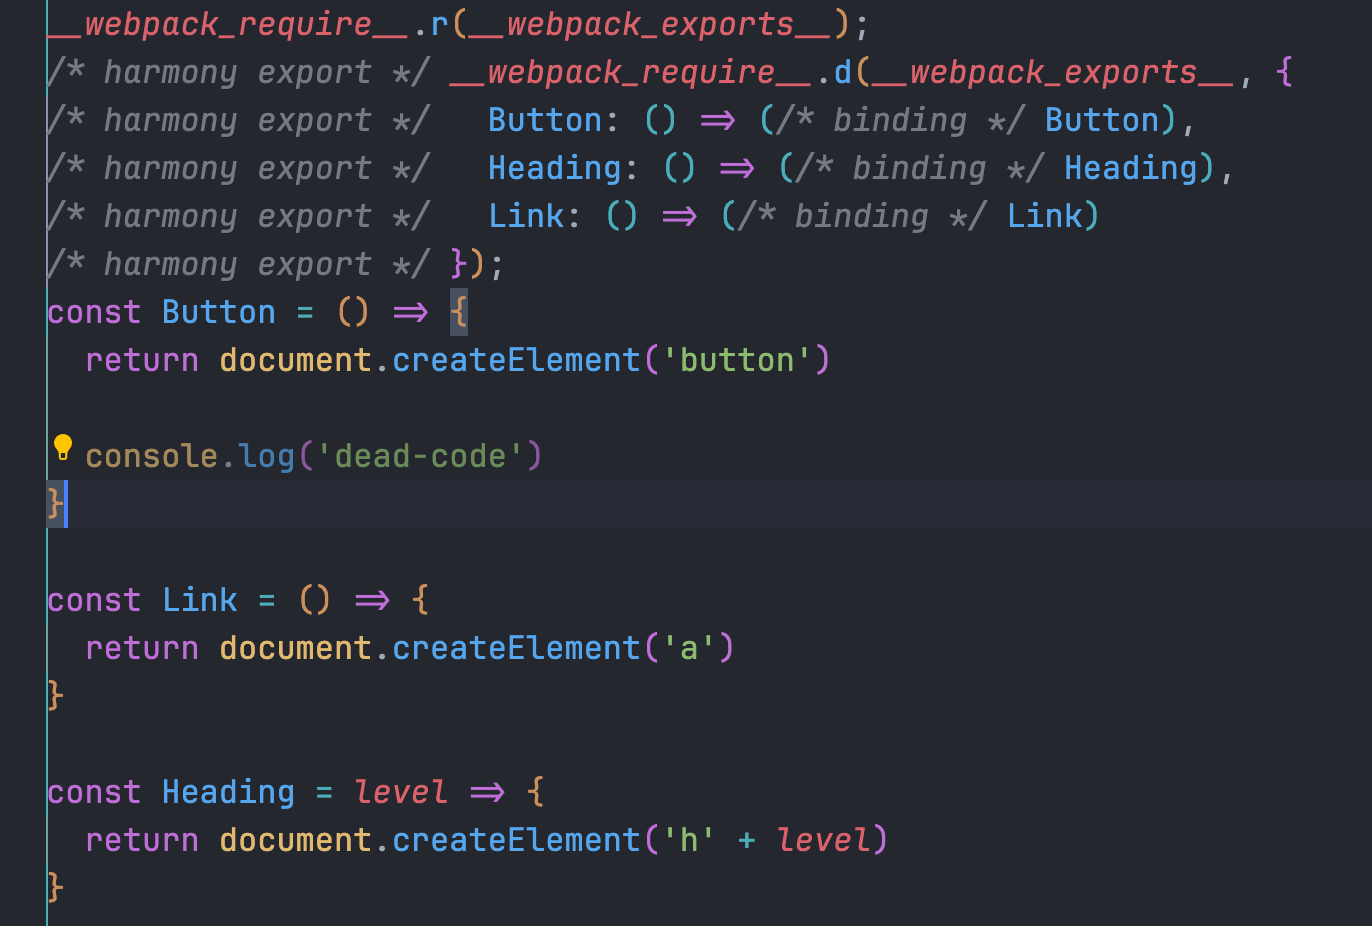 __webpack_require__.r(__webpack_exports__);
/* harmony export */ __webpack_require__.d(__webpack_exports__, {
/* harmony export */   Button: () => (/* binding */ Button),
/* harmony export */   Heading: () => (/* binding */ Heading),
/* harmony export */   Link: () => (/* binding */ Link)
/* harmony export */ });
const Button = () => {
  return document.createElement('button')
  console.log('dead-code')
}
const Link = () => {
  return document.createElement('a')
}
const Heading = level => {
  return document.createElement('h' + level)
}